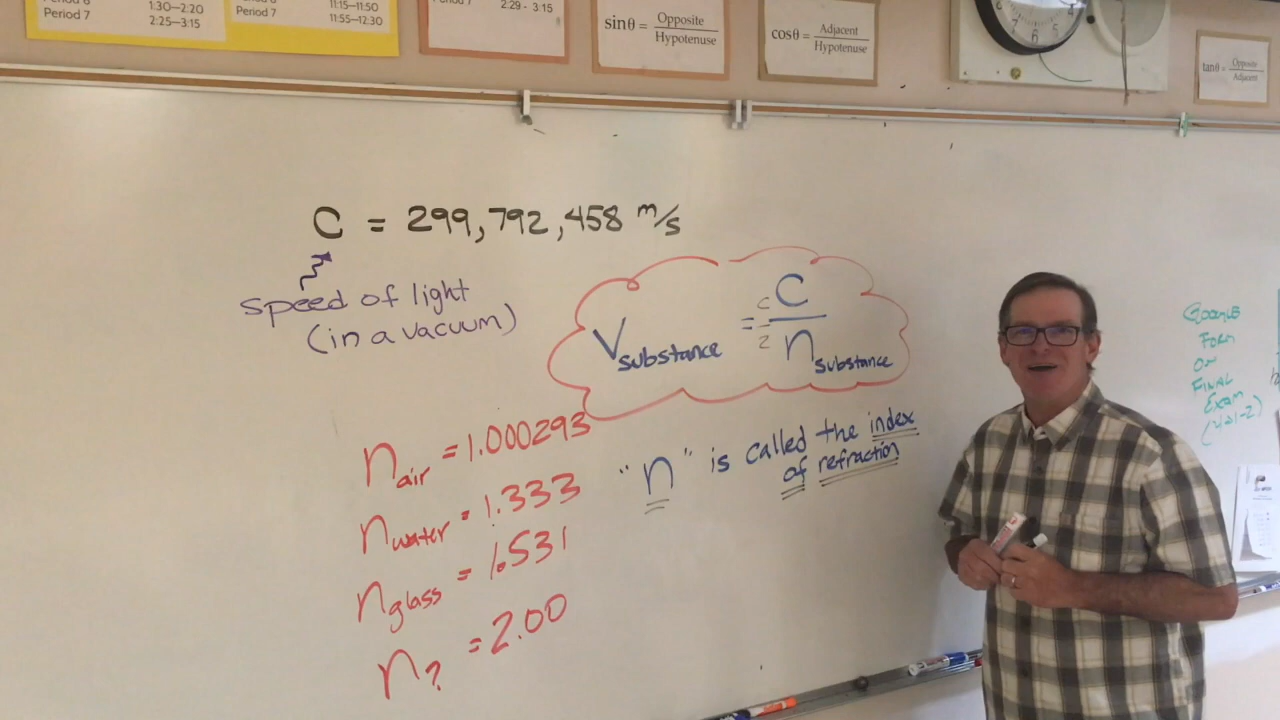 Period 6 1:30—2:20
Period 7 2:25—3:15
Period 7
11:15—11:50
11:55—12:30
2:29 - 3:15
sinθ = Opposite
Hypotenuse
cosθ = Adjacent
Hypotenuse
tanθ = Opposite
Adjacent
C = 299,792,458 m/s
speed of light
(in a vacuum)
V substance = C
n substance
C
2
n air = 1.000293
n water = 1.333
n glass = 1.531
n ? = 2.00
"n" is called the index
of refraction
GOOGLE
FORM
ON
FINAL
EXAM